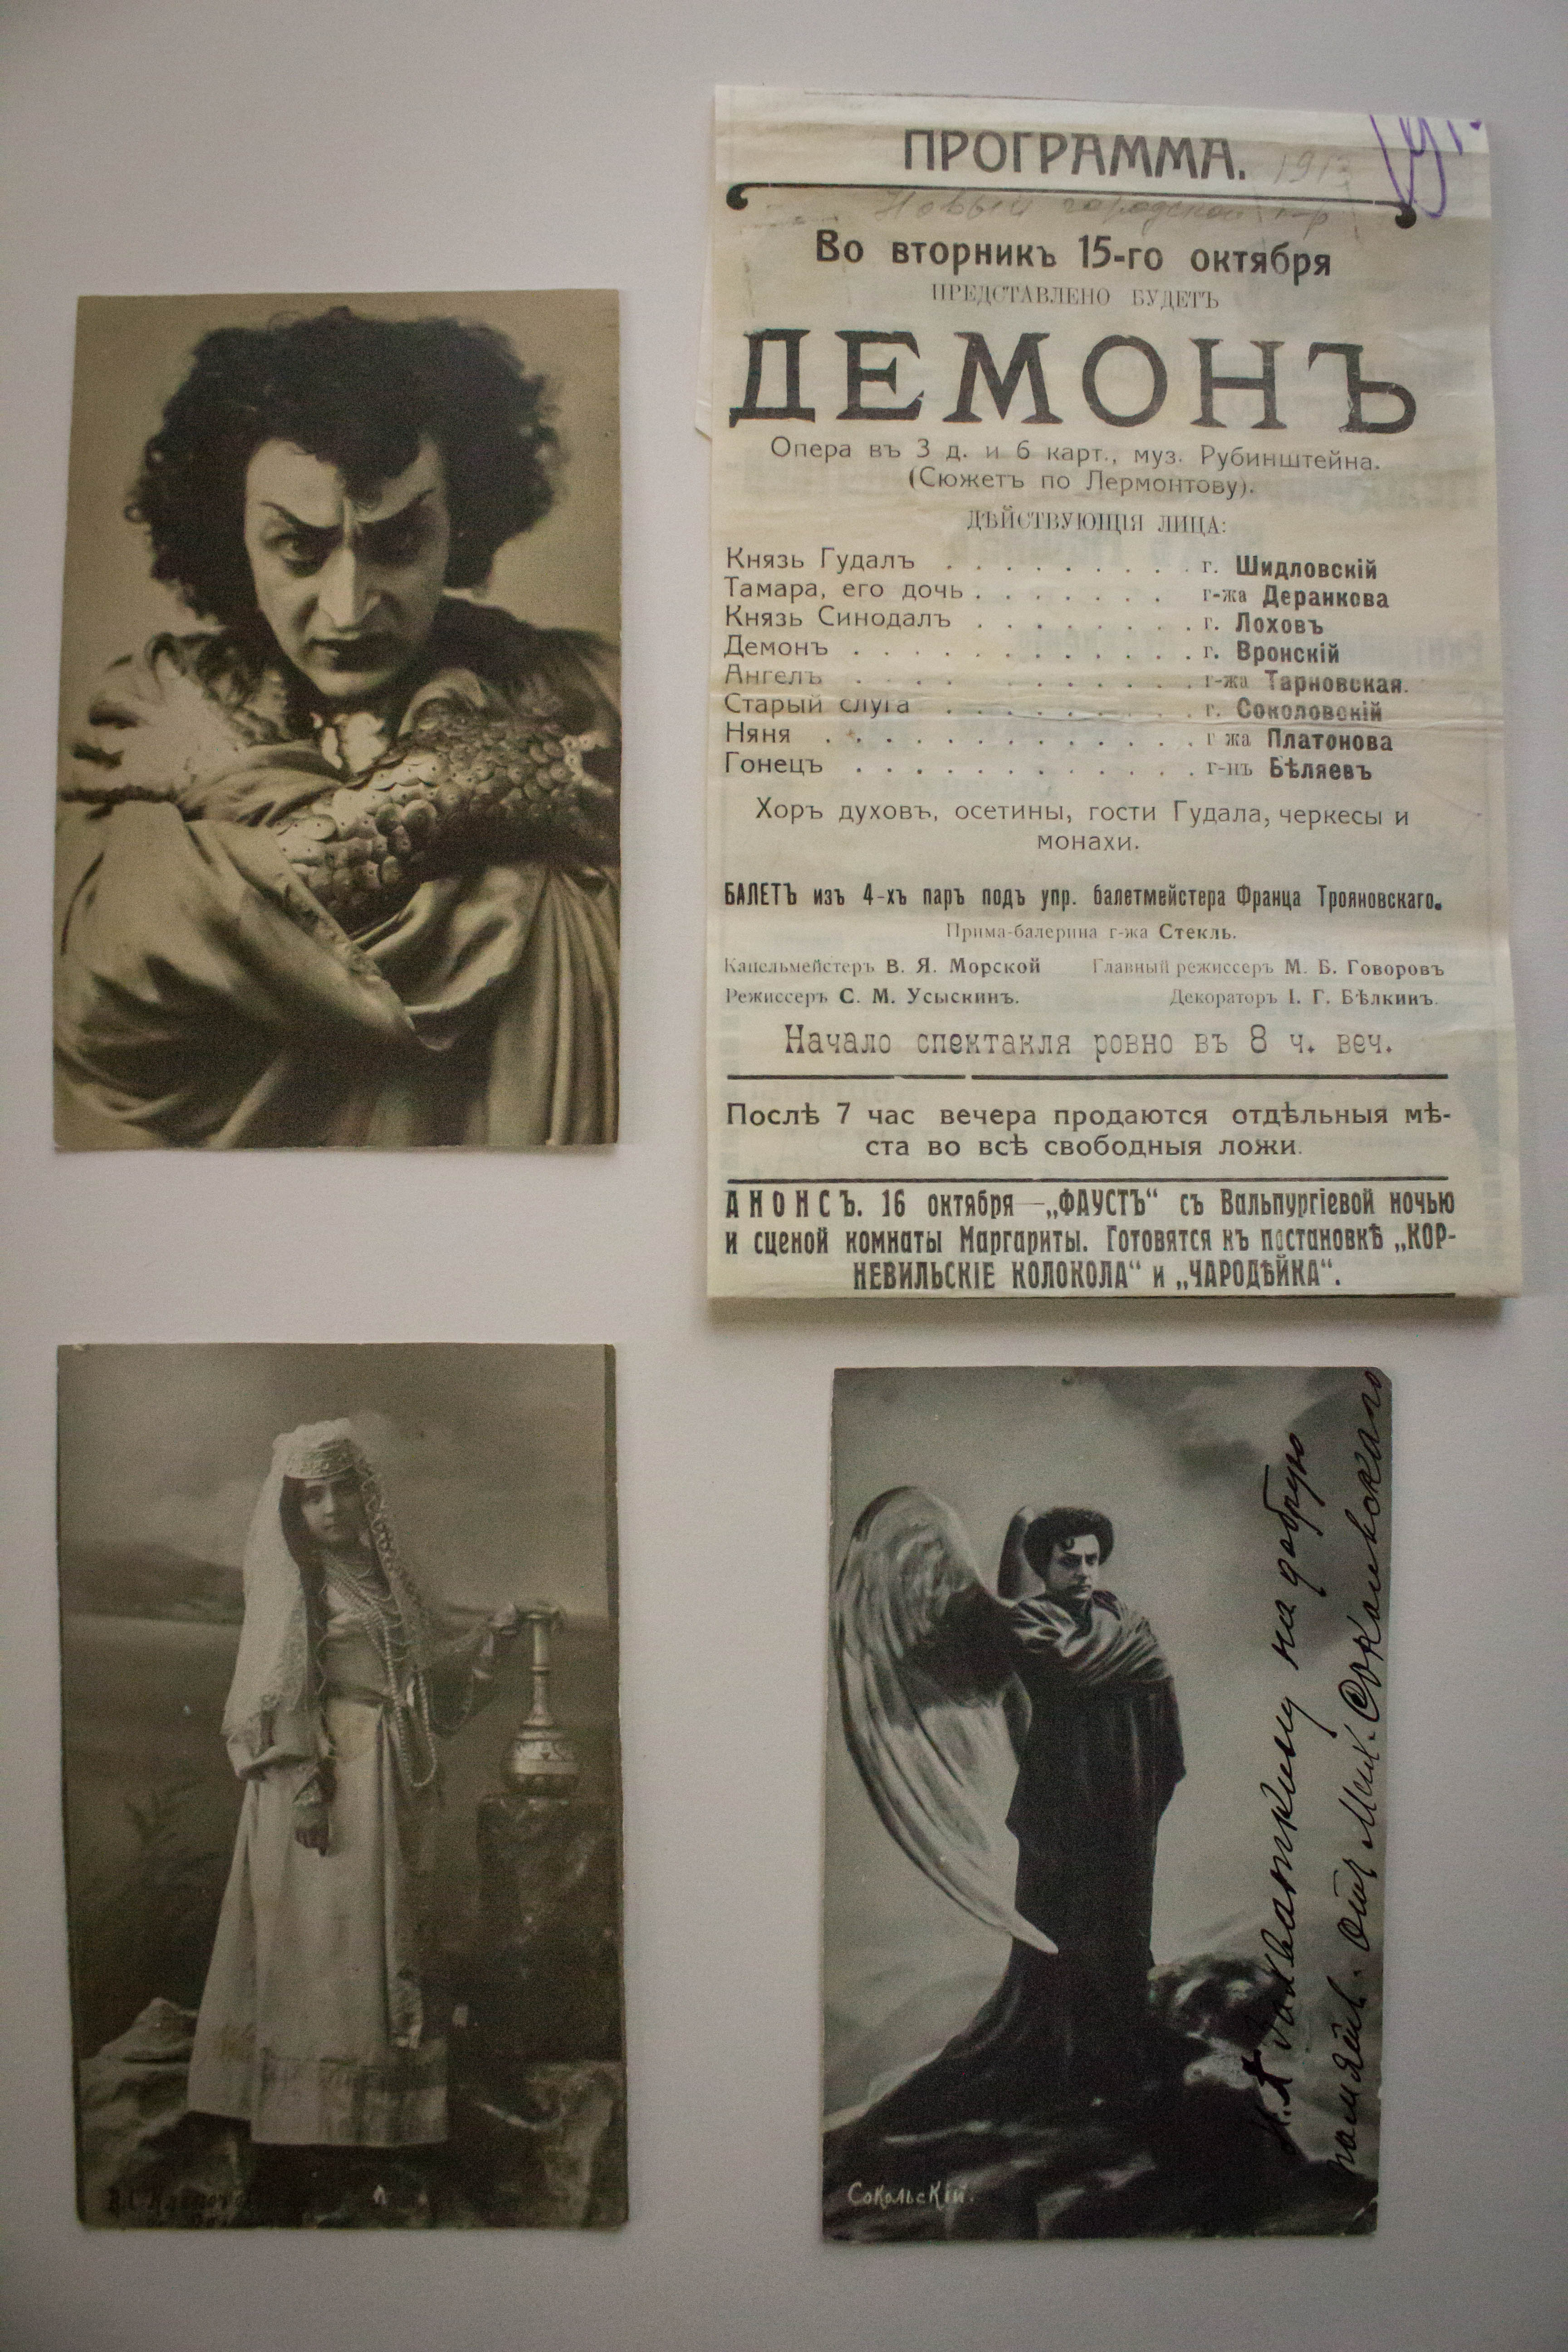 ПРОГРАММА.
Новый городской т-р
Во вторникъ 15-го октября
ПРЕДСТАВЛЕНО БУДЕТЪ
ДЕМОНЪ
Опера въ 3 д. и 6 карт., муз. Рубинштейна.
(Сюжетъ по Лермонтову).
ДѢЙСТВУЮЩІЯ ЛИЦА:
Князь Гудалъ . . . . . . . . . г. Шидловскій
Тамара, его дочь . . . . . . . г-жа Деранкова
Князь Синодалъ . . . . . . . . г. Лоховъ
Демонъ . . . . . . . . . . . . г. Вронскій
Ангелъ . . . . . . . . . . . . г-жа Тарновская.
Старый слуга . . . . . . . . . г. Соколовскій
Няня . . . . . . . . . . . . . г жа Платонова
Гонецъ . . . . . . . . . . . . г-нъ Бѣляевъ
Хоръ духовъ, осетины, гости Гудала, черкесы и
монахи.
БАЛЕТЪ изъ 4-хъ паръ подъ упр. балетмейстера Франца Трояновскаго.
Прима-балерина г-жа Стекль.
Капельмейстеръ В. Я. Морской Главный режиссеръ М. Б. Говоровъ
Режиссеръ С. М. Усыскинъ. Декораторъ І. Г. Бѣлкинъ.
Начало спектакля ровно въ 8 ч. веч.
Послѣ 7 час вечера продаются отдѣльныя мѣ-
ста во всѣ свободныя ложи.
АНОНСЪ. 16 октября —„ФАУСТЪ“ съ Вальпургіевой ночью
и сценой комнаты Маргариты. Готовятся къ постановкѣ „КОР-
НЕВИЛЬСКІЕ КОЛОКОЛА“ и „ЧАРОДѢЙКА“.
на добрую
Сокольскій.